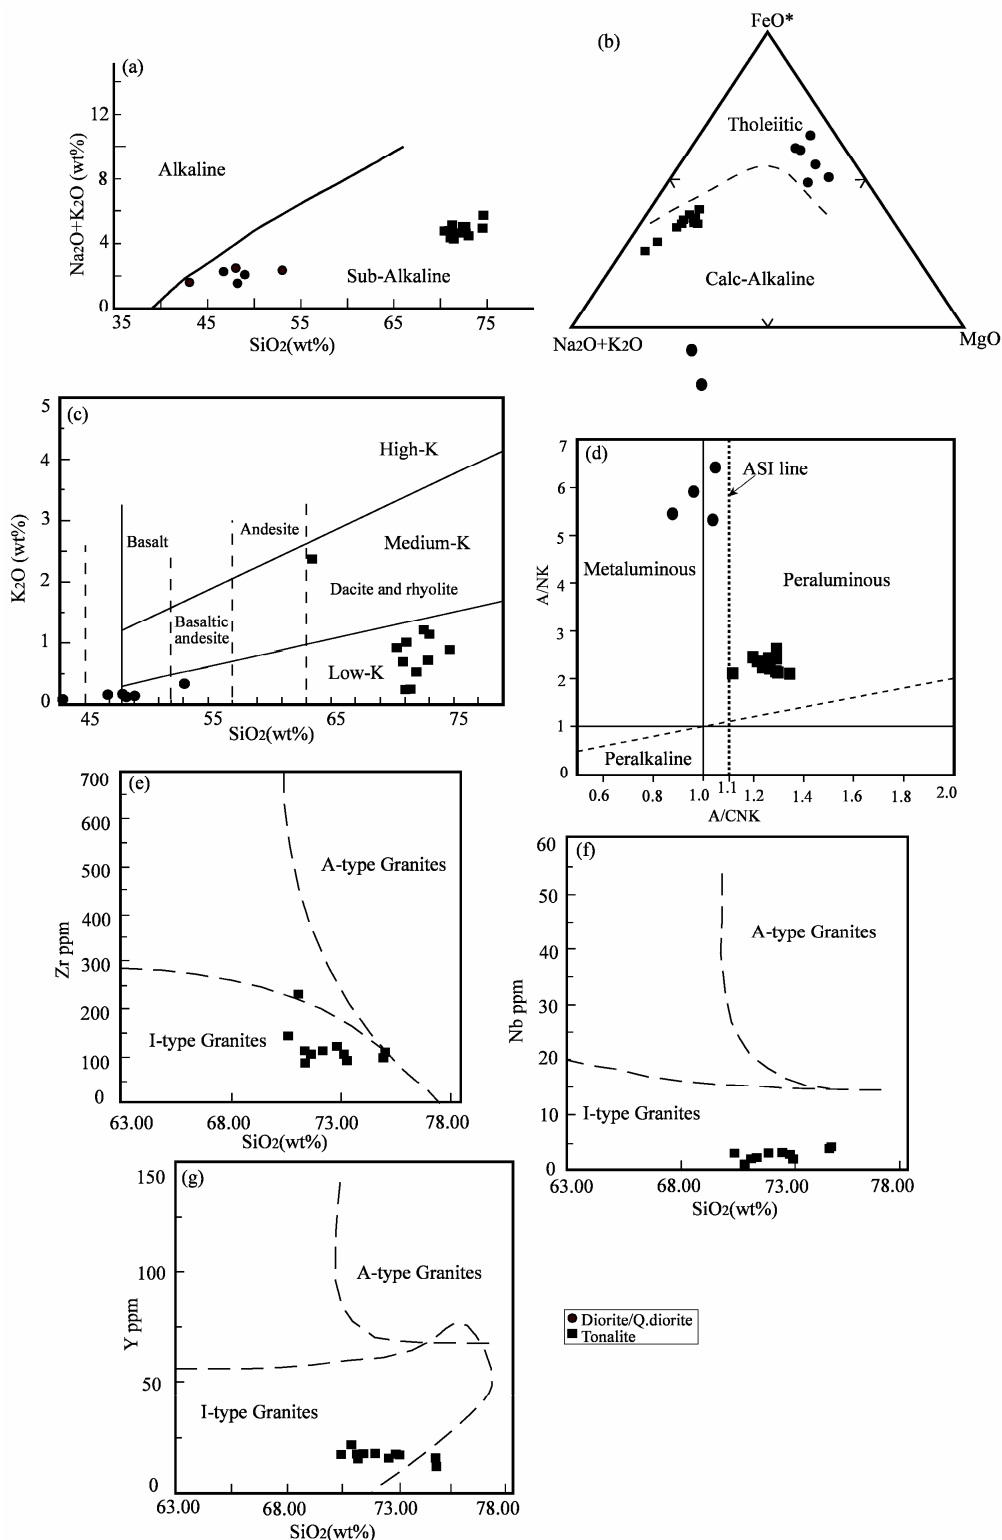 (a)
Na2O+K2O (wt%)
12
8
4
0
Alkaline
Sub-Alkaline
35
45
55
65
75
SiO2(wt%)
(b)
FeO*
Tholeiitic
Calc-Alkaline
Na2O+K2O
MgO
(c)
K2O (wt%)
5
4
3
2
1
0
High-K
Basalt
Andesite
Medium-K
Dacite and rhyolite
Basaltic
andesite
Low-K
45
55
65
75
SiO2(wt%)
(d)
A/NK
7
6
5
4
3
2
1
0
ASI line
Metaluminous
Peraluminous
Peralkaline
0.6
0.8
1.0
1.1
1.2
1.4
1.6
1.8
2.0
A/CNK
(e)
Zr ppm
700
600
500
400
300
200
100
0
A-type Granites
I-type Granites
63.00
68.00
73.00
78.00
SiO2(wt%)
(f)
Nb ppm
60
50
40
30
20
10
0
A-type Granites
I-type Granites
63.00
68.00
73.00
78.00
SiO2(wt%)
(g)
Y ppm
150
100
50
0
A-type Granites
I-type Granites
63.00
68.00
73.00
78.00
SiO2(wt%)
Diorite/Q.diorite
Tonalite